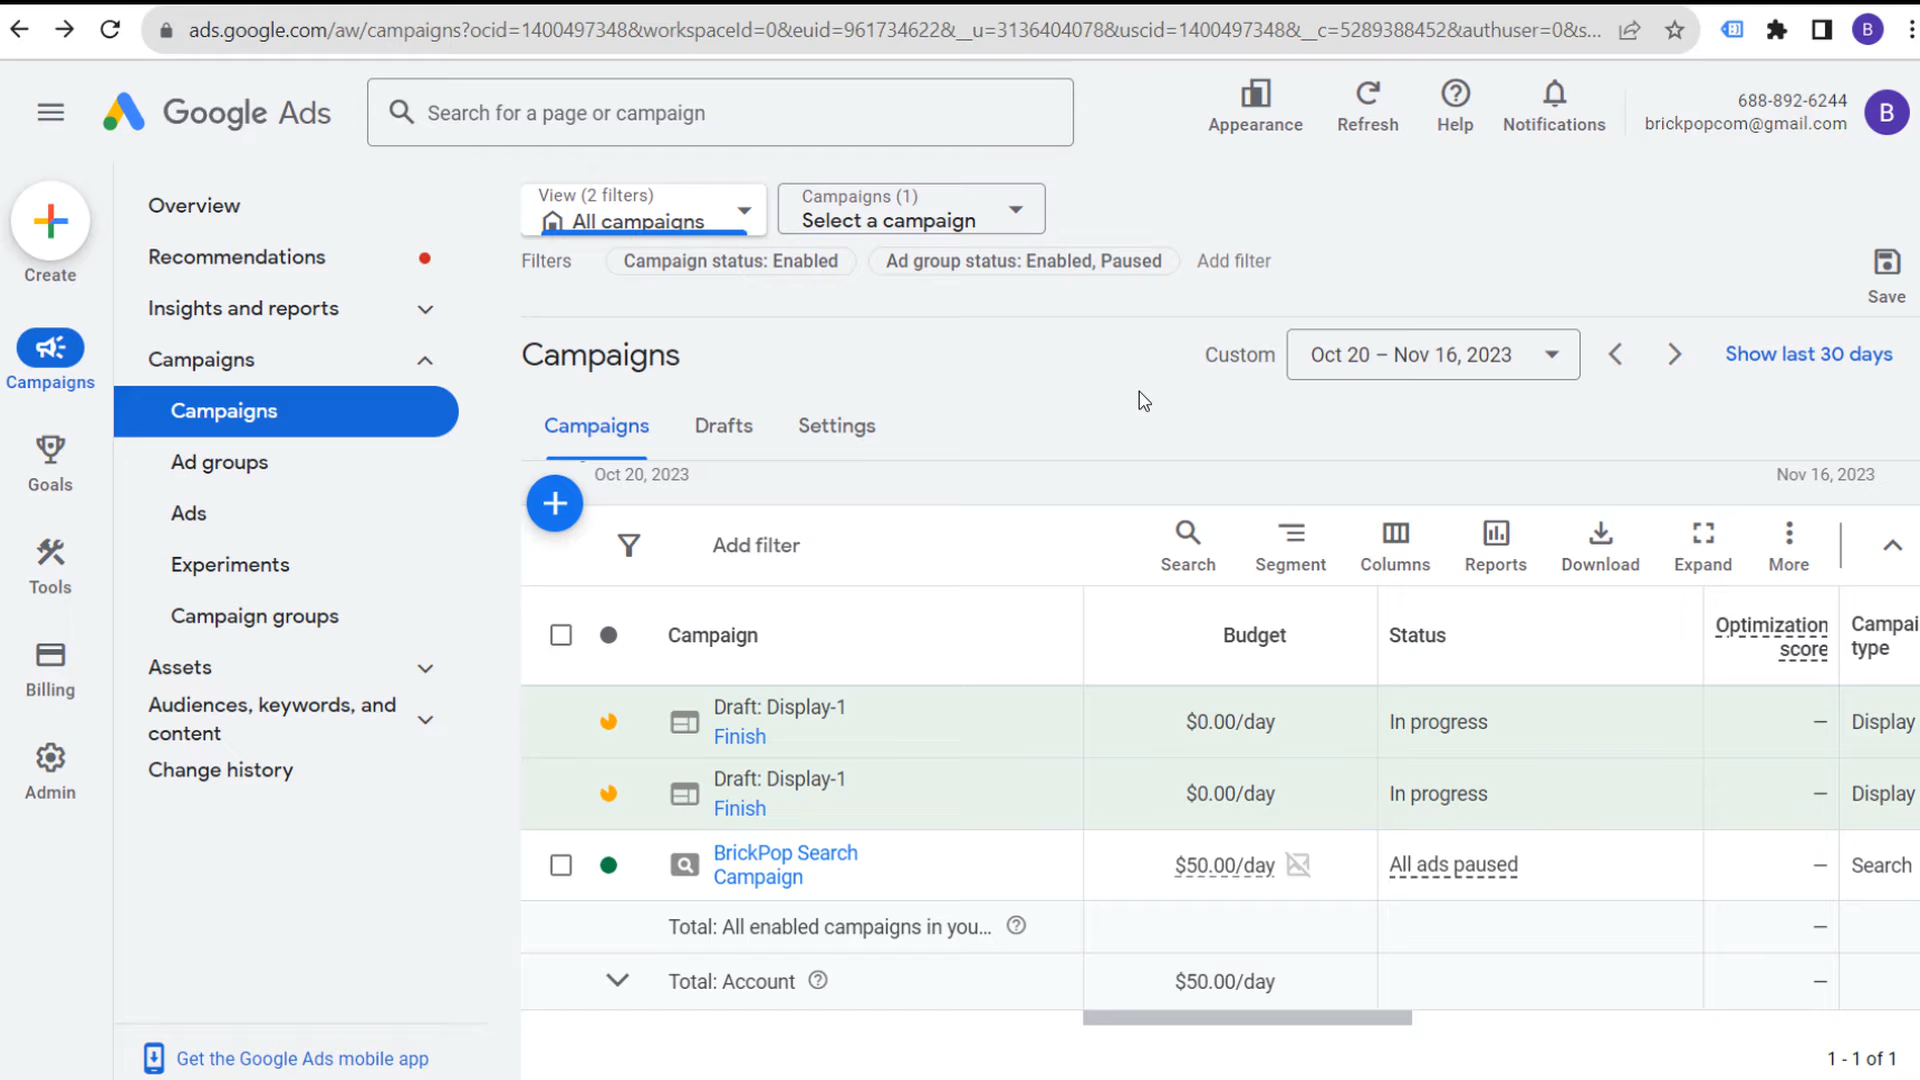 ads.google.com/aw/campaigns?ocid=1400497348&workspaceId=0&euid=961734622&__u=3136404078&uscid=1400497348&__c=5289388452&authuser=0&s...
B
Google Ads
Search for a page or campaign
Appearance
Refresh
Help
Notifications
688-892-6244
brickpopcom@gmail.com
B
Create
Campaigns
Goals
Tools
Billing
Admin
Overview
Recommendations
Insights and reports
Campaigns
Campaigns
Ad groups
Ads
Experiments
Campaign groups
Assets
Audiences, keywords, and
content
Change history
Get the Google Ads mobile app
View (2 filters)
All campaigns
Campaigns (1)
Select a campaign
Filters
Campaign status: Enabled
Ad group status: Enabled, Paused
Add filter
Save
Campaigns
Custom
Oct 20 – Nov 16, 2023
Show last 30 days
Campaigns
Drafts
Settings
Oct 20, 2023
Nov 16, 2023
Add filter
Search
Segment
Columns
Reports
Download
Expand
More
Campaign
Budget
Status
Optimization
score
Campai
type
Draft: Display-1
Finish
$0.00/day
In progress
–
Display
Draft: Display-1
Finish
$0.00/day
In progress
–
Display
BrickPop Search
Campaign
$50.00/day
All ads paused
–
Search
Total: All enabled campaigns in you...
–
Total: Account
$50.00/day
–
1 - 1 of 1